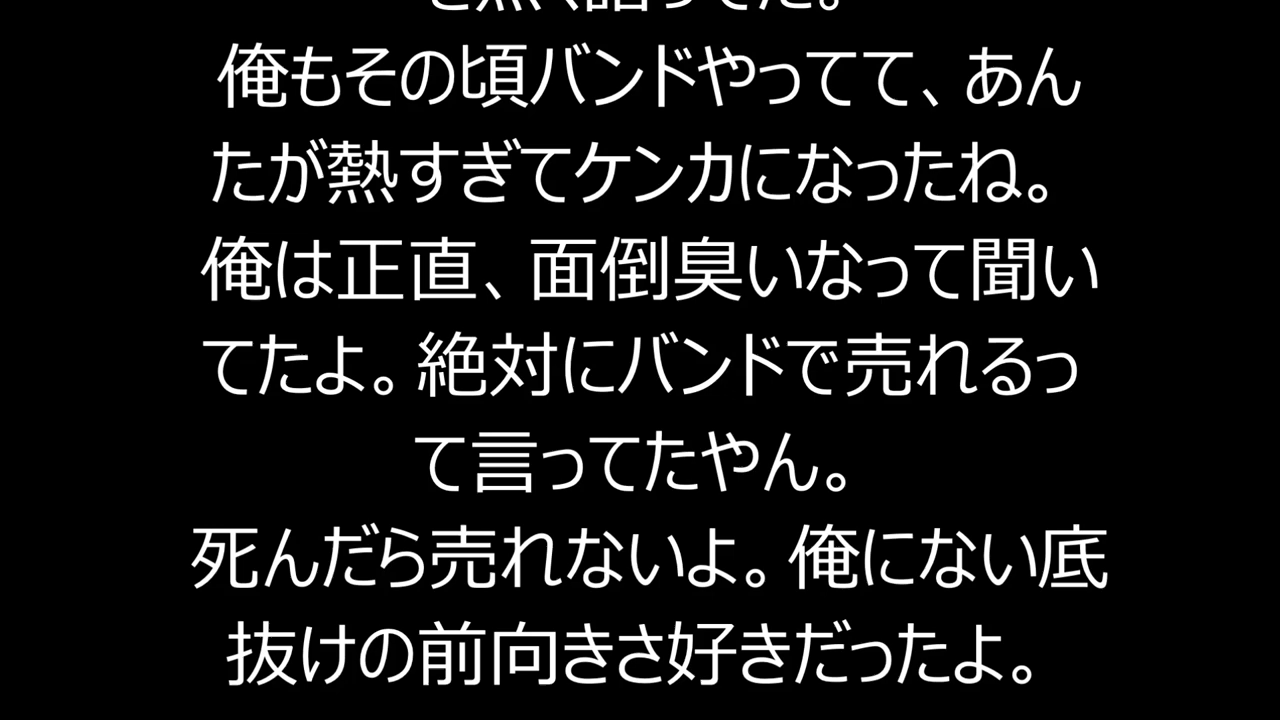 俺もその頃バンドやってて、あん
たが熱すぎてケンカになったね。
俺は正直、面倒臭いなって聞い
てたよ。絶対にバンドで売れるっ
て言ってたやん。
死んだら売れないよ。俺にない底
抜けの前向きさ好きだったよ。